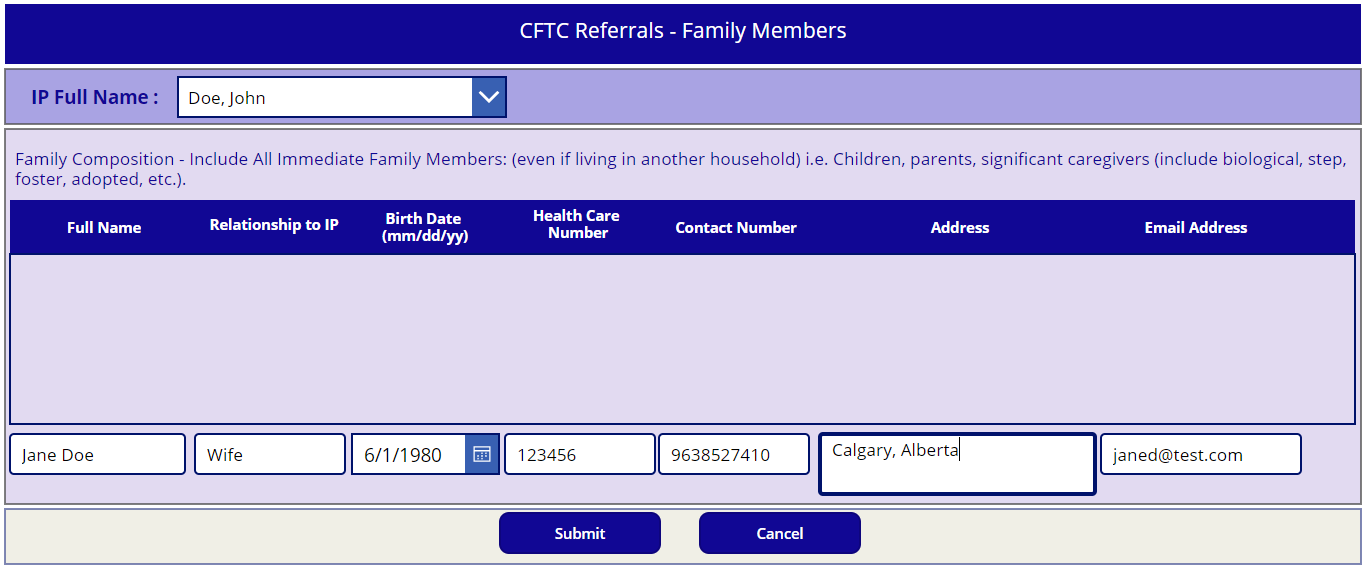 CFTC Referrals - Family Members
IP Full Name :
Doe, John
Family Composition - Include All Immediate Family Members: (even if living in another household) i.e. Children, parents, significant caregivers (include biological, step,
foster, adopted, etc.).
Full Name
Relationship to IP
Birth Date
(mm/dd/yy)
Health Care
Number
Contact Number
Address
Email Address
Jane Doe
Wife
6/1/1980
123456
9638527410
Calgary, Alberta
janed@test.com
Submit
Cancel